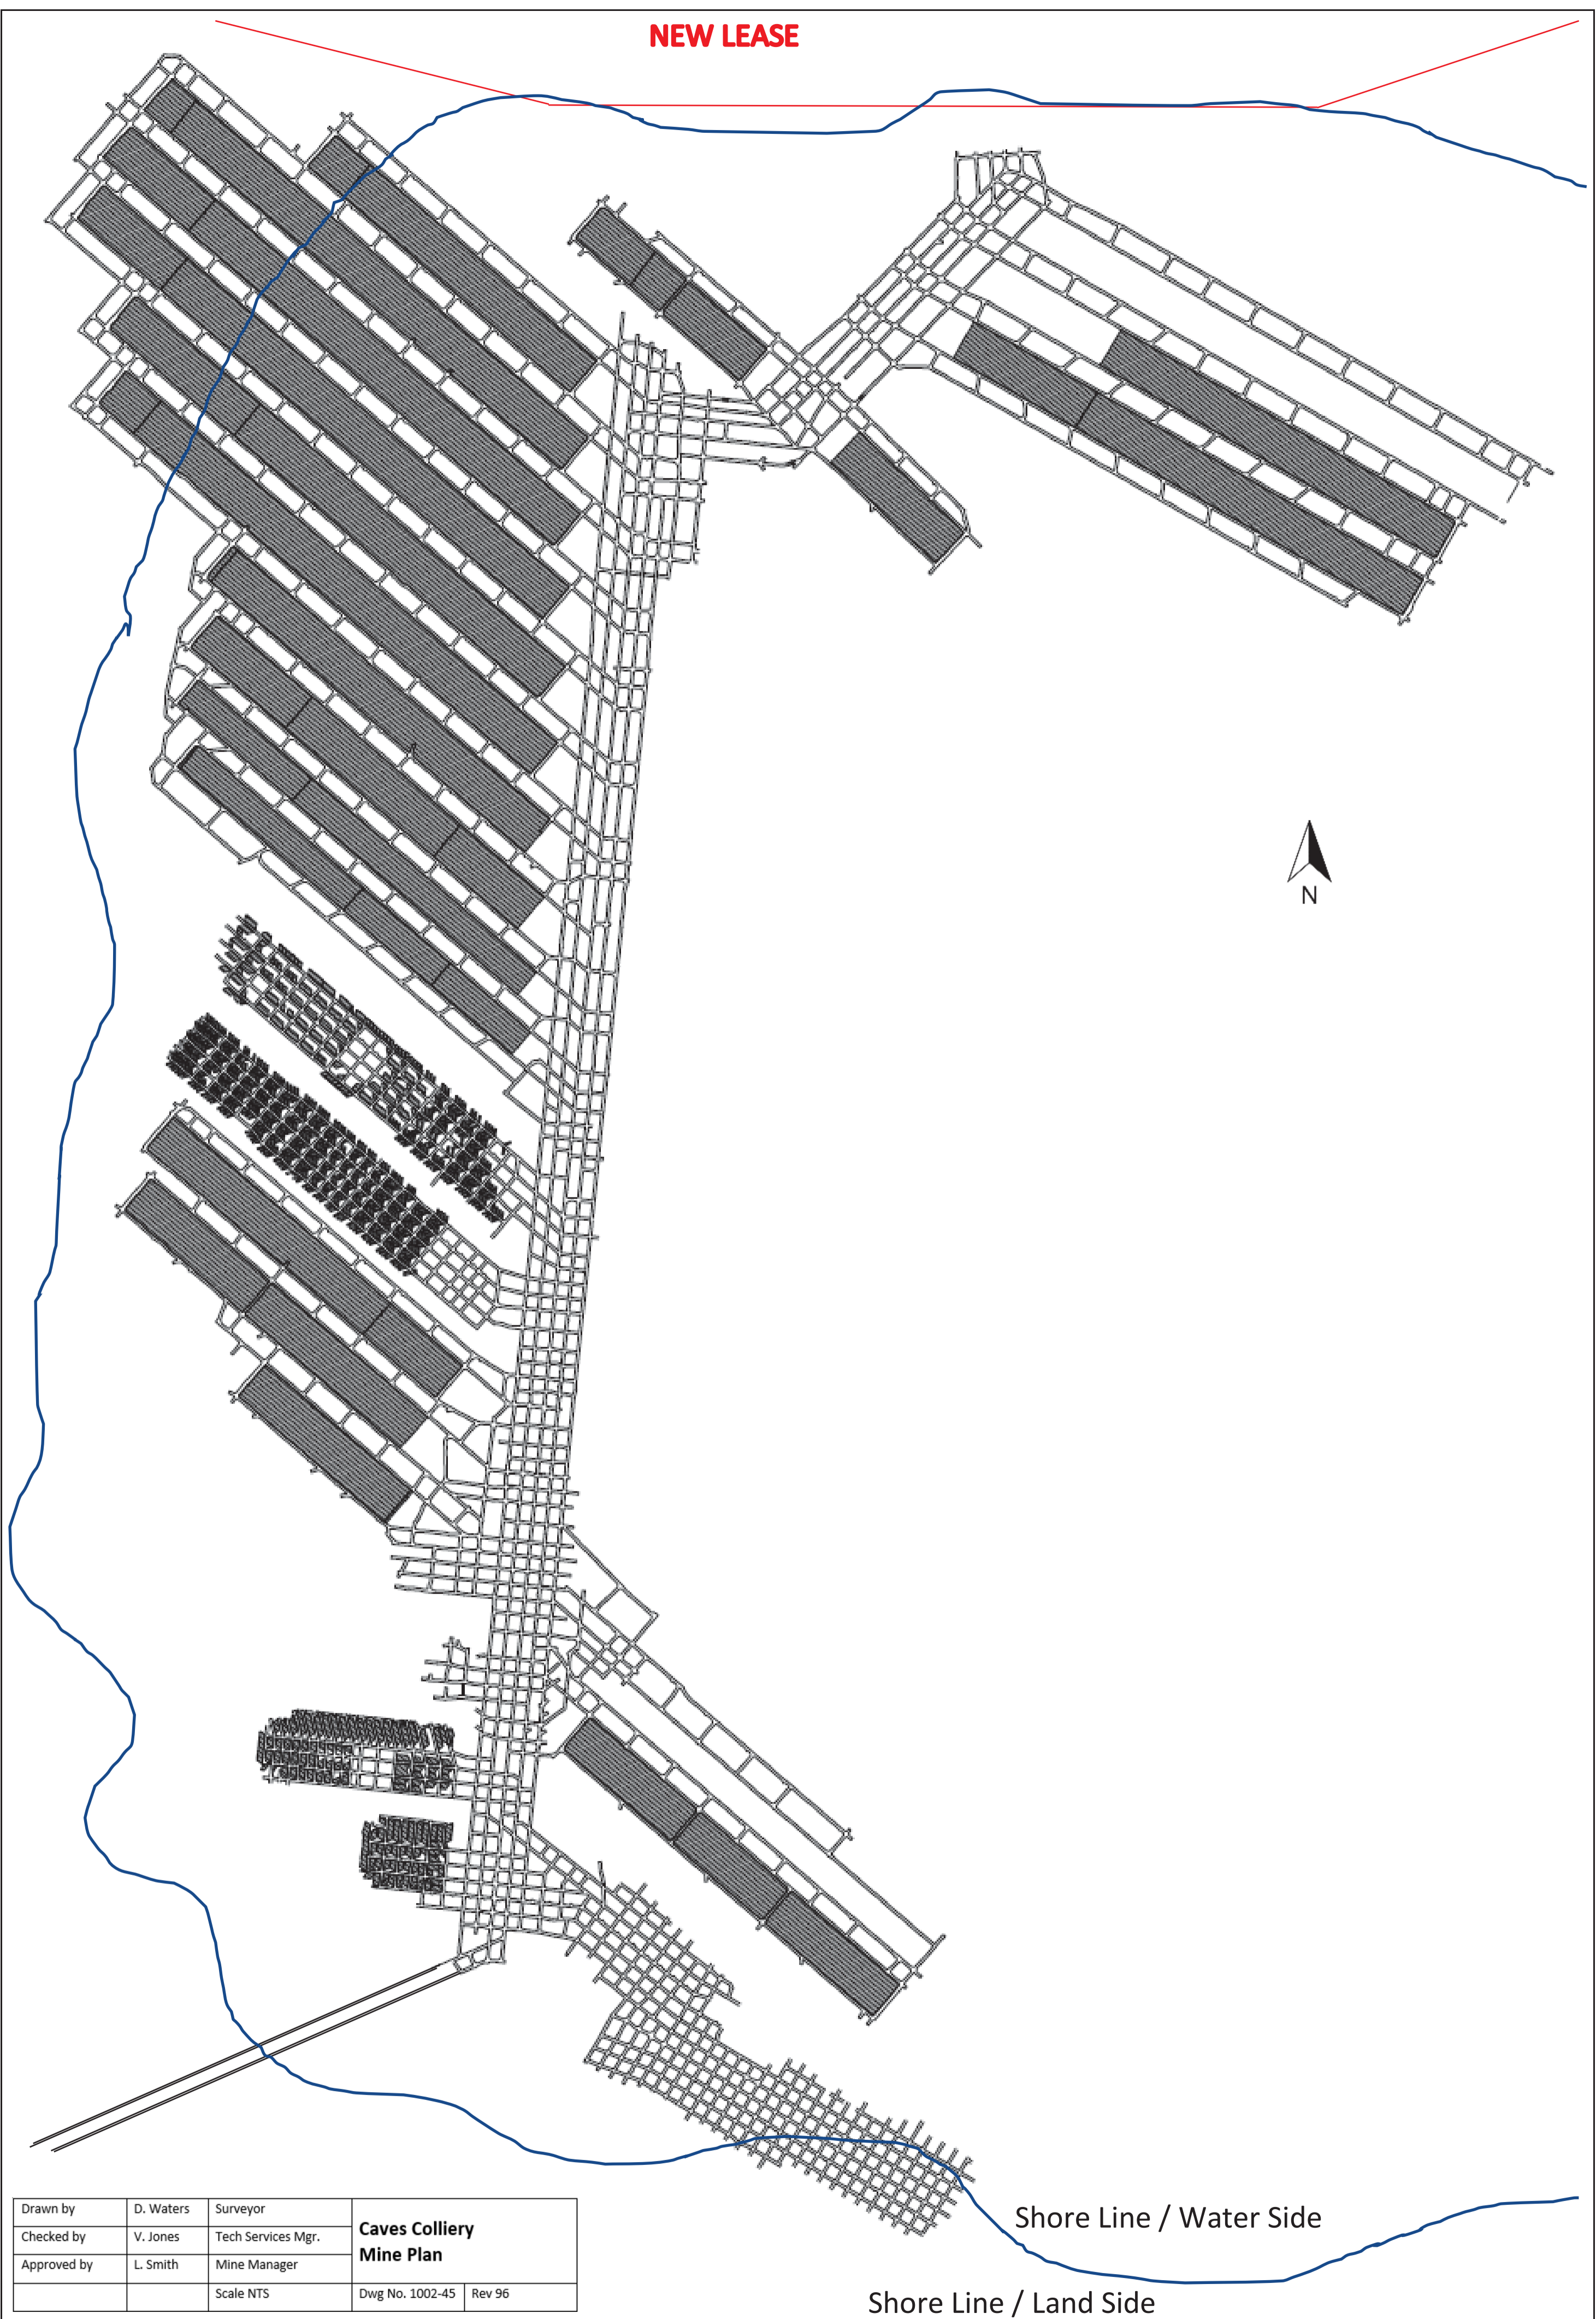 NEW LEASE
N
Shore Line / Water Side
Shore Line / Land Side
Drawn by D. Waters Surveyor
Checked by V. Jones Tech Services Mgr.
Approved by L. Smith Mine Manager
Scale NTS
Caves Colliery
Mine Plan
Dwg No. 1002-45 Rev 96